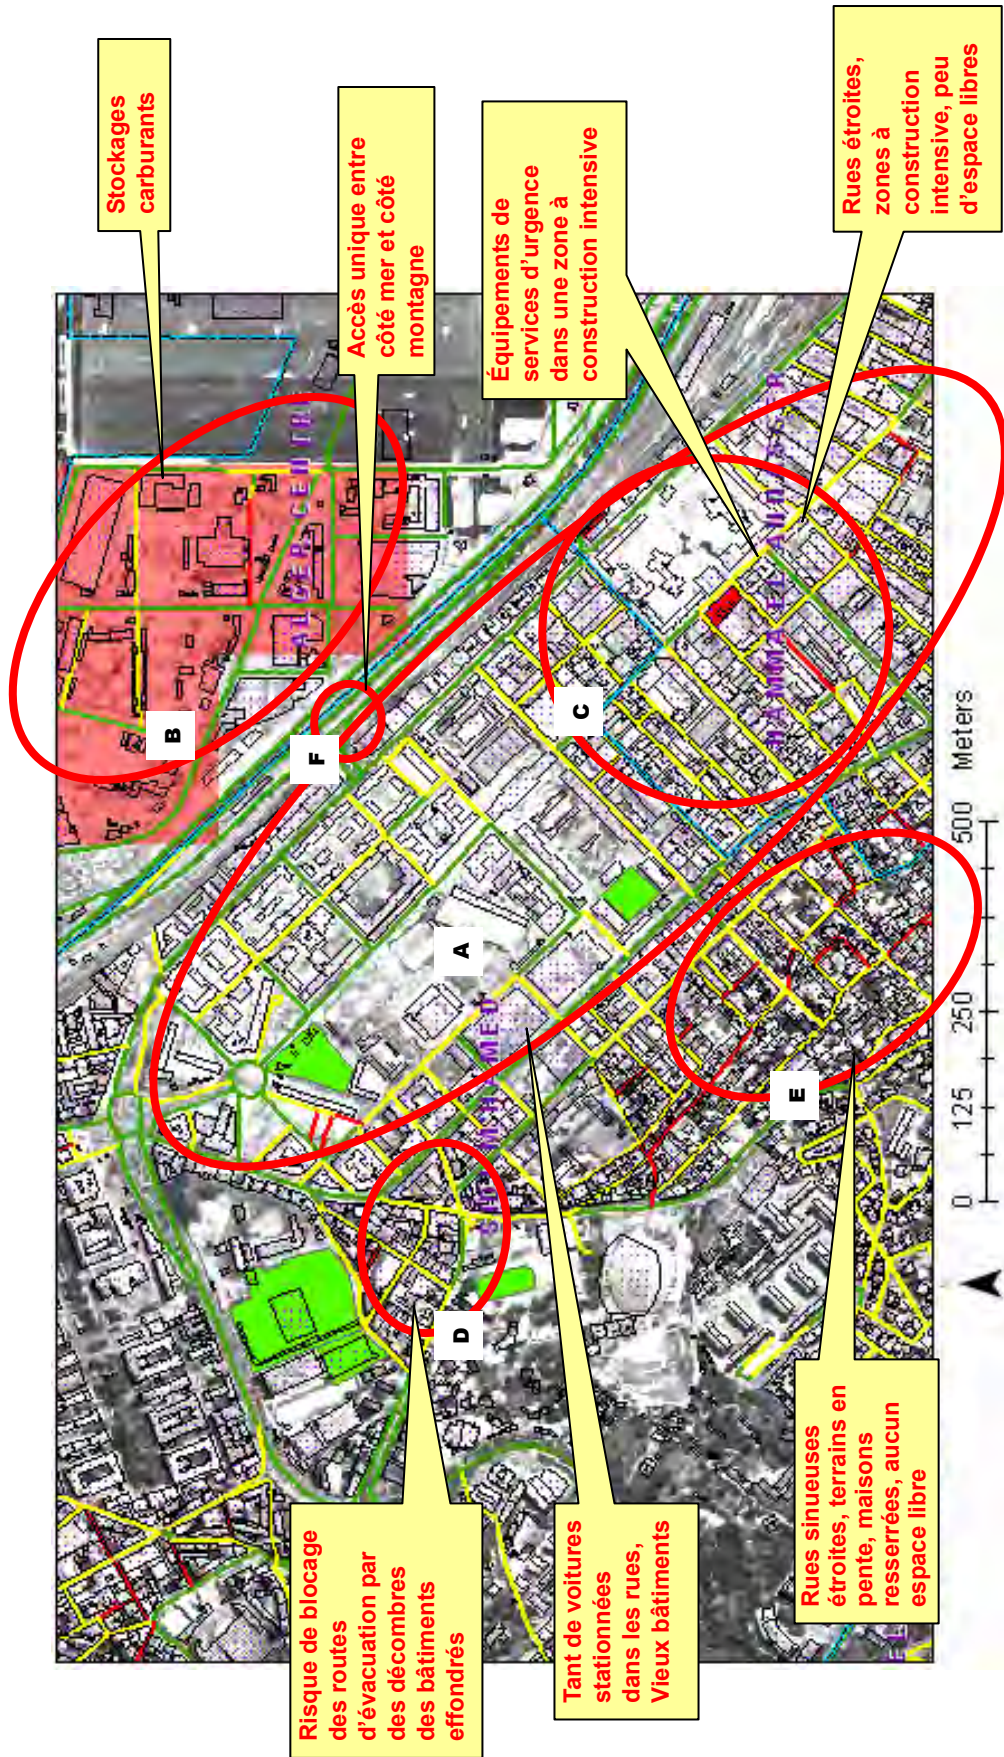 Risque de blocage
des routes
d'évacuation par
des décombres
des bâtiments
effondrés
Tant de voitures
stationnées
dans les rues,
Vieux bâtiments
Rues sinueuses
étroites, terrains en
pente, maisons
resserrées, aucun
espace libre
Stockages
carburants
Accès unique entre
côté mer et côté
montagne
Équipements de
services d'urgence
dans une zone à
construction intensive
Rues étroites,
zones à
construction
intensive, peu
d'espace libres
A
B
C
D
E
F
ALGER CENTRE
SIDI M'HAMED
HAMMA EL ANNASSER
EL
0 125 250 500 Meters